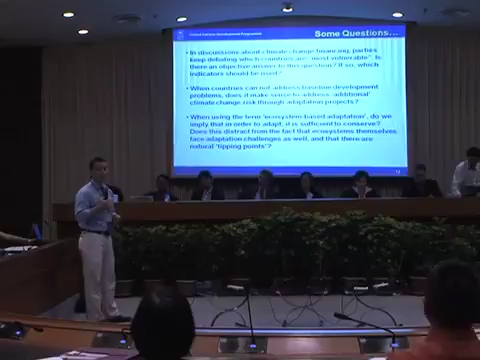 United Nations Development Programme
Some Questions…
• In discussions about climate change financing, parties
keep debating which countries are "most vulnerable". Is
there an objective answer to this question? If so, which
indicators should be used?
• When countries can not address baseline development
problems, does it make sense to address 'additional'
climate change risk through adaptation projects?
• When using the term 'ecosystem based adaptation', do we
imply that in order to adapt, it is sufficient to conserve?
Does this distract from the fact that ecosystems themselves
face adaptation challenges as well, and that there are
natural 'tipping points'?